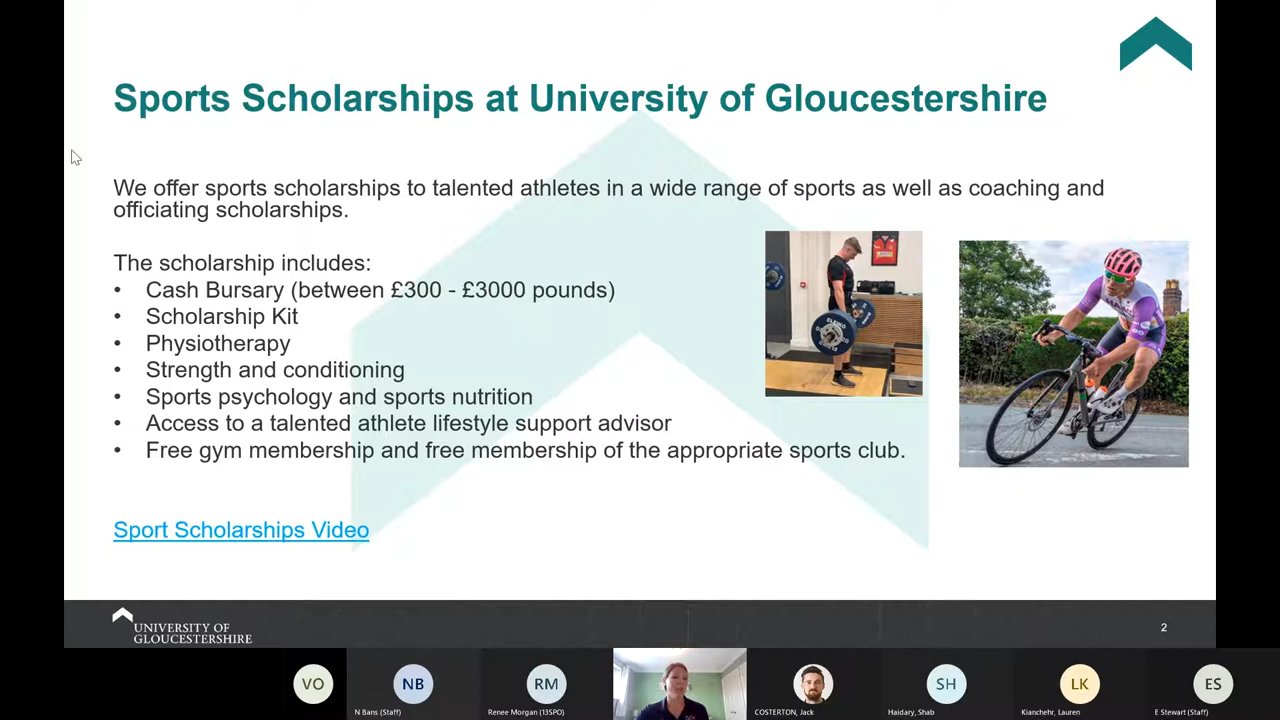 Sports Scholarships at University of Gloucestershire
We offer sports scholarships to talented athletes in a wide range of sports as well as coaching and
officiating scholarships.
The scholarship includes:
• Cash Bursary (between £300 - £3000 pounds)
• Scholarship Kit
• Physiotherapy
• Strength and conditioning
• Sports psychology and sports nutrition
• Access to a talented athlete lifestyle support advisor
• Free gym membership and free membership of the appropriate sports club.
Sport Scholarships Video
UNIVERSITY OF
GLOUCESTERSHIRE
2
VO
NB
RM
SH
LK
ES
N Bans (Staff)
Renee Morgan (13SPO)
COSTERTON, Jack
Haidary, Shab
Kianchehr, Lauren
E Stewart (Staff)